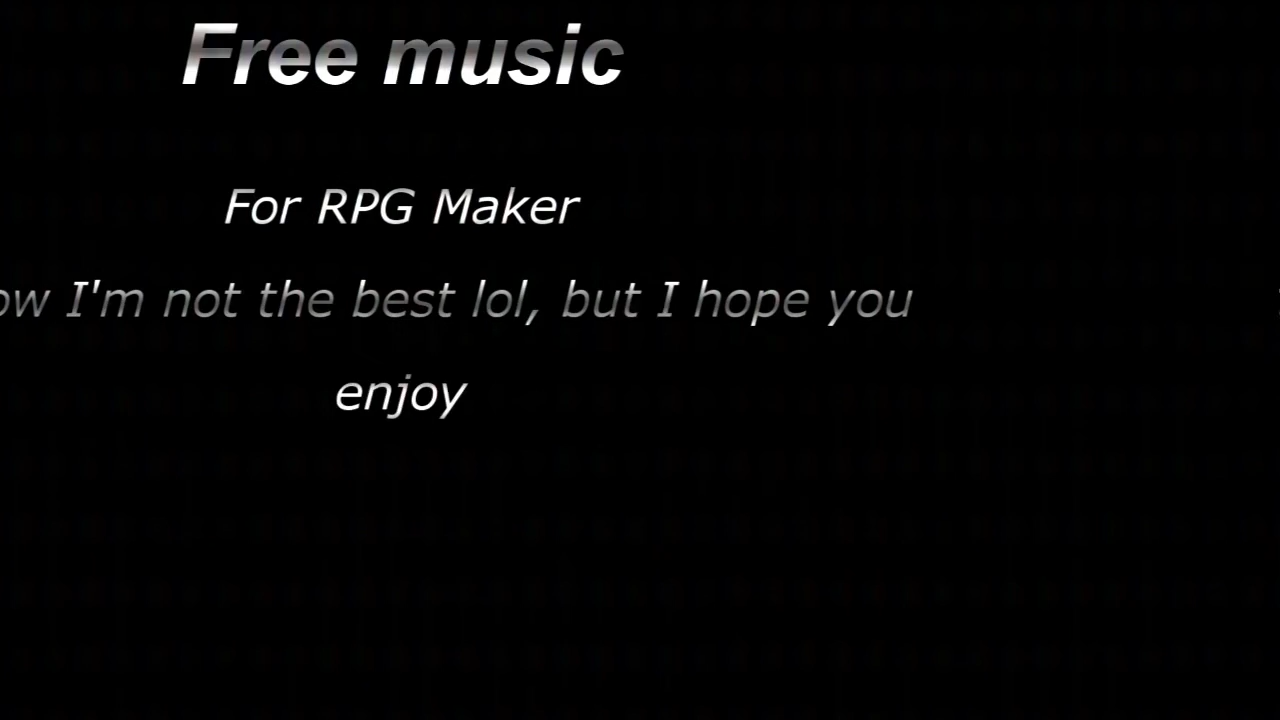 Free music
For RPG Maker
I'm not the best lol, but I hope you
enjoy